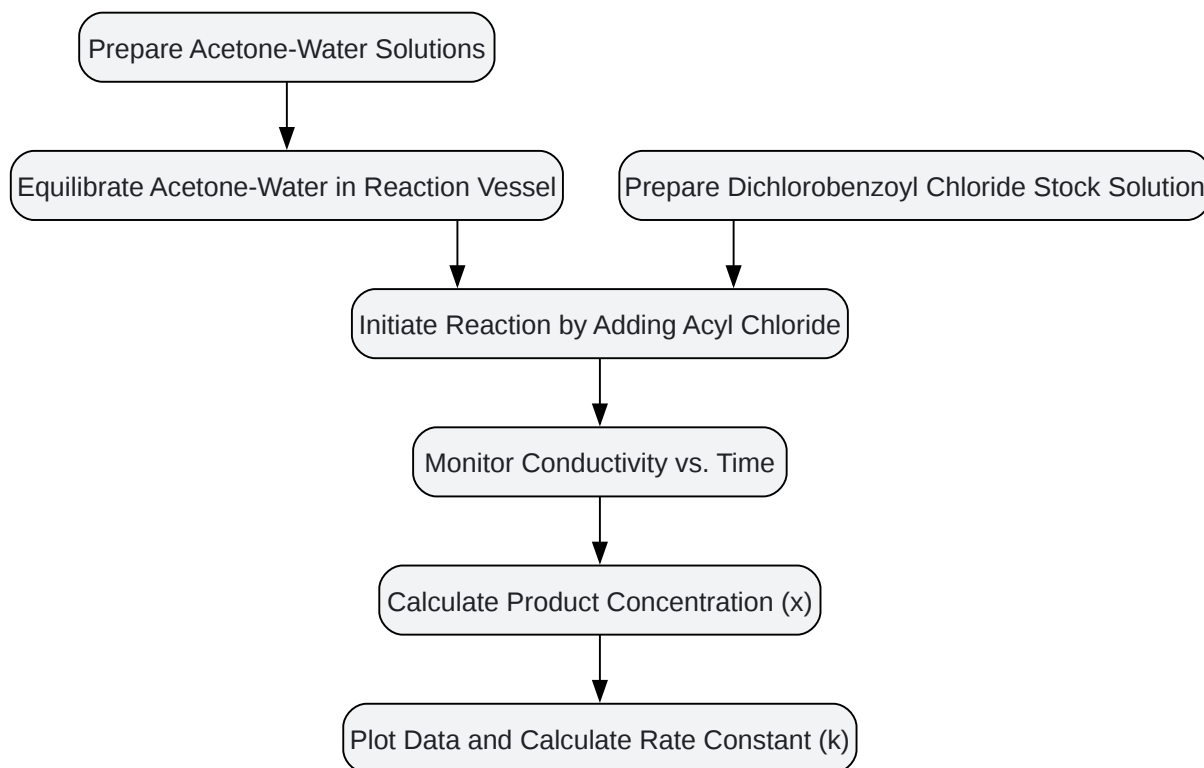 Prepare Acetone-Water Solutions
Equilibrate Acetone-Water in Reaction Vessel
Prepare Dichlorobenzoyl Chloride Stock Solution
Initiate Reaction by Adding Acyl Chloride
Monitor Conductivity vs. Time
Calculate Product Concentration (x)
Plot Data and Calculate Rate Constant (k)